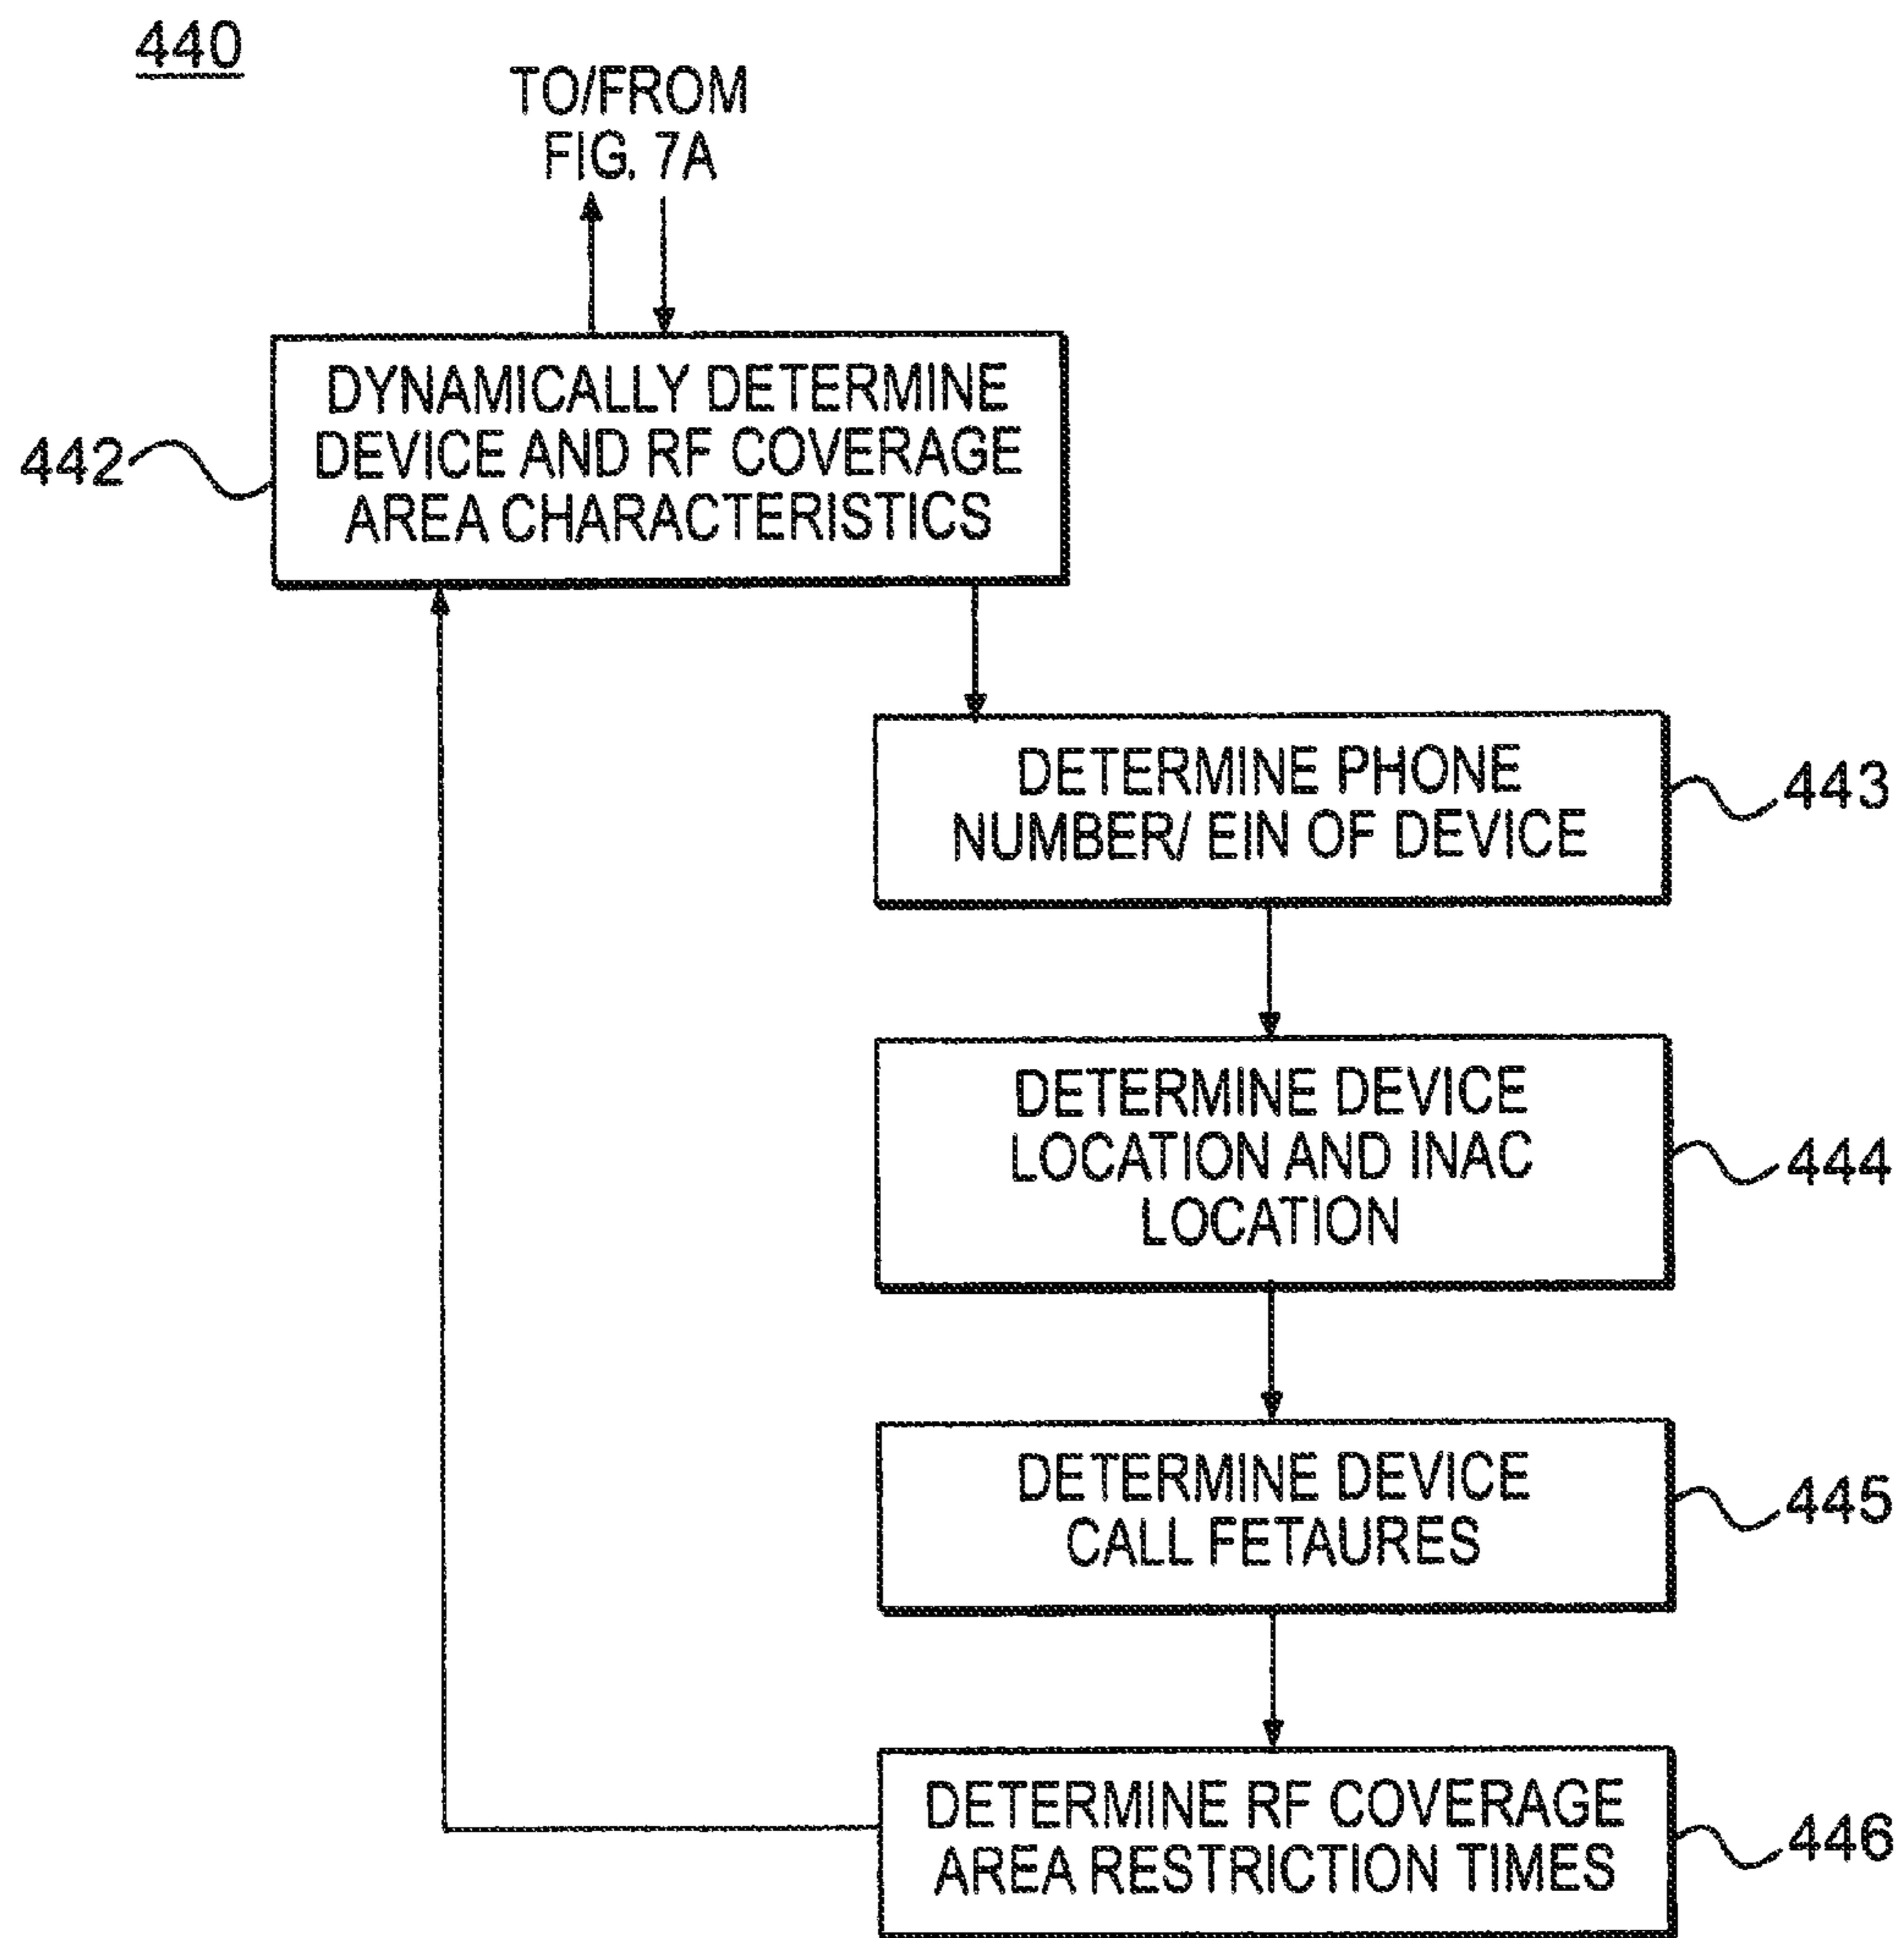 440
TO/FROM
FIG. 7A
DYNAMICALLY DETERMINE
DEVICE AND RF COVERAGE
AREA CHARACTERISTICS
442
DETERMINE PHONE
NUMBER/ EIN OF DEVICE
443
DETERMINE DEVICE
LOCATION AND INAC
LOCATION
444
DETERMINE DEVICE
CALL FETAURES
445
DETERMINE RF COVERAGE
AREA RESTRICTION TIMES
446